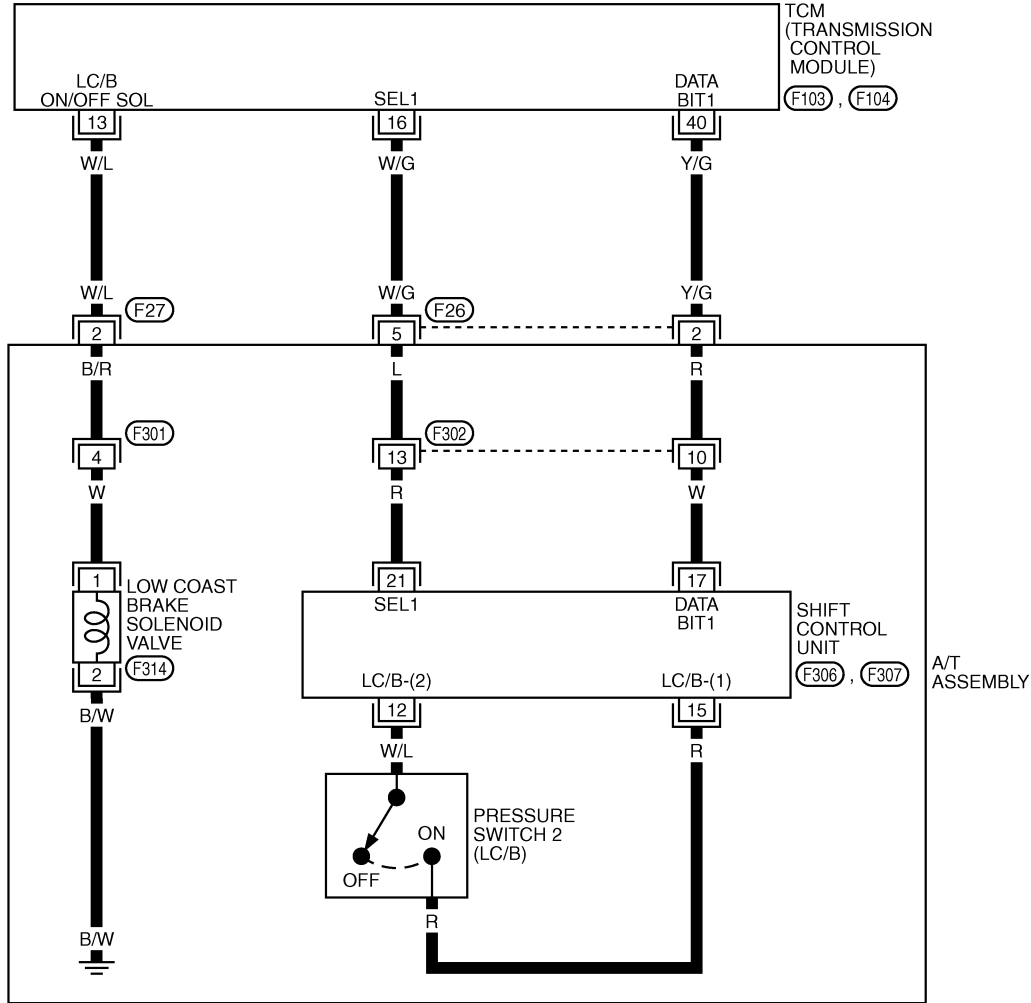 TCM
(TRANSMISSION
CONTROL
MODULE)
F103 , F104
LC/B
ON/OFF SOL
SEL1
DATA
BIT1
13
16
40
W/L
W/G
Y/G
W/L
W/G
Y/G
F27
F26
2
5
2
B/R
L
R
F301
F302
4
13
10
W
R
W
1
21
17
LOW COAST
BRAKE
SOLENOID
VALVE
F314
2
SEL1
DATA
BIT1
SHIFT
CONTROL
UNIT
F306 , F307
A/T
ASSEMBLY
LC/B-(2)
LC/B-(1)
12
15
B/W
W/L
R
PRESSURE
SWITCH 2
(LC/B)
ON
OFF
R
B/W